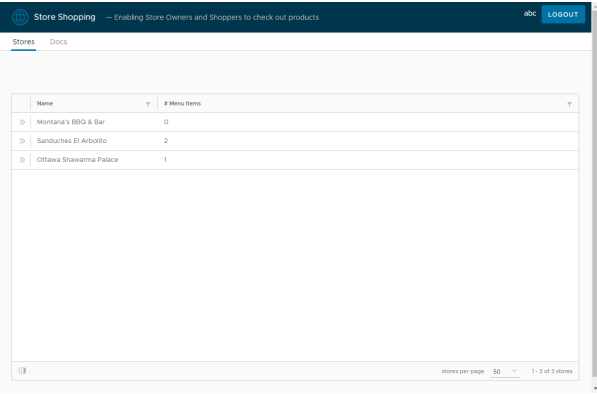 Store Shopping — Enabling Store Owners and Shoppers to check out products abc LOGOUT
Stores Docs
Name # Menu Items
Montana's BBQ & Bar 0
Sanduches El Arbolito 2
Ottawa Shawarma Palace 1
stores per page 50 1 - 3 of 3 stores